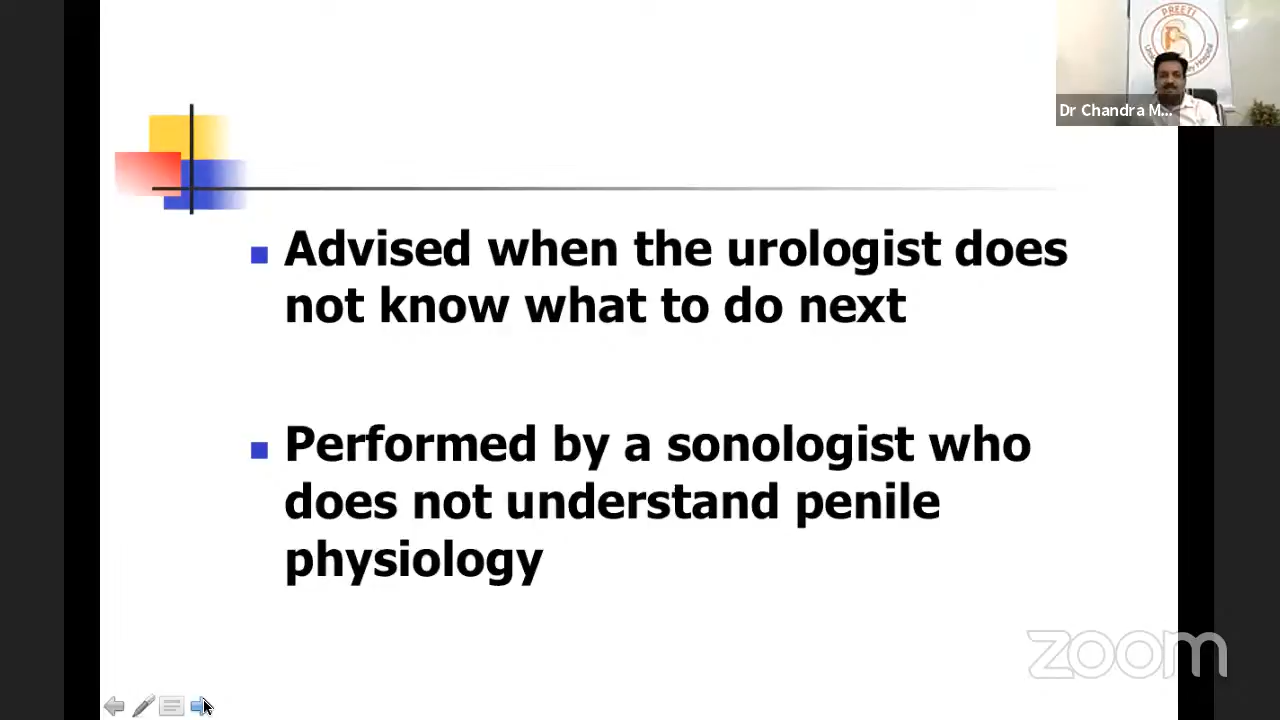 PREETI
Dr Chandra M...
Advised when the urologist does
not know what to do next
Performed by a sonologist who
does not understand penile
physiology
zoom